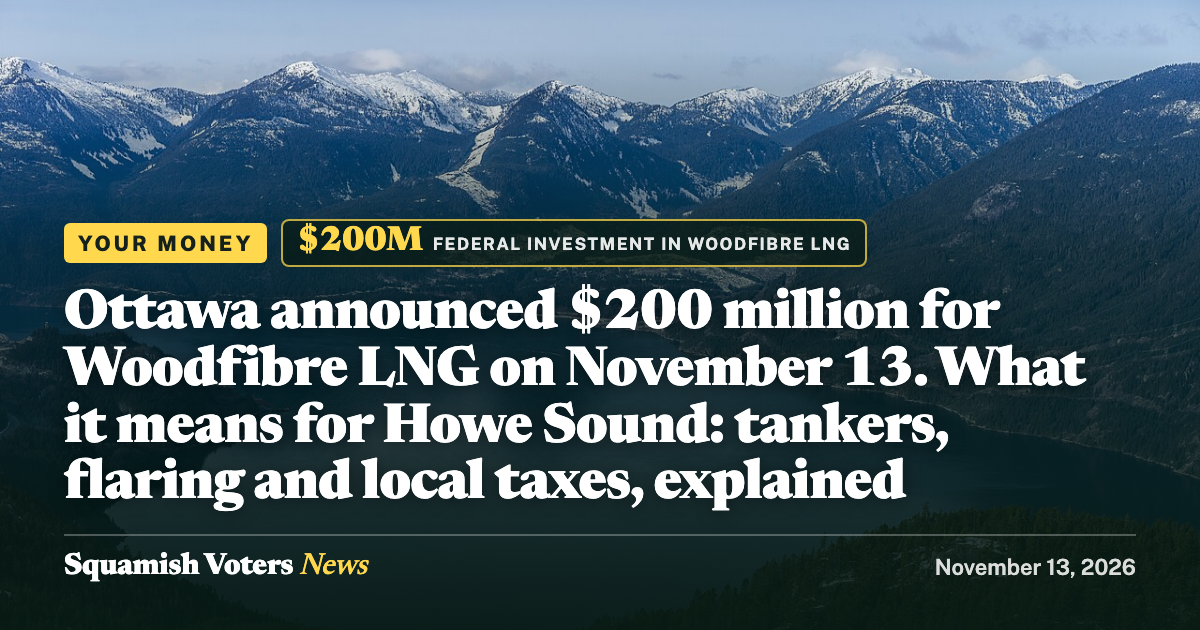 YOUR MONEY
$200M FEDERAL INVESTMENT IN WOODFIBRE LNG
Ottawa announced $200 million for
Woodfibre LNG on November 13. What
it means for Howe Sound: tankers,
flaring and local taxes, explained
Squamish Voters News
November 13, 2026